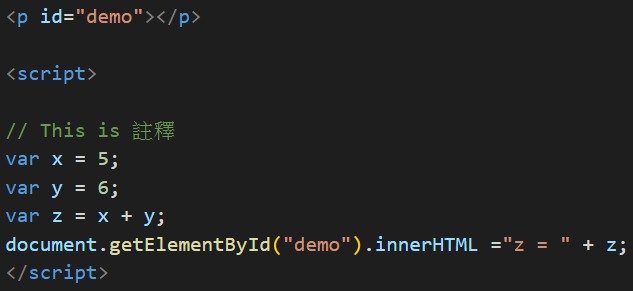 <p id="demo"></p>
<script>
// This is 註釋
var x = 5;
var y = 6;
var z = x + y;
document.getElementById("demo").innerHTML ="z = " + z;
</script>